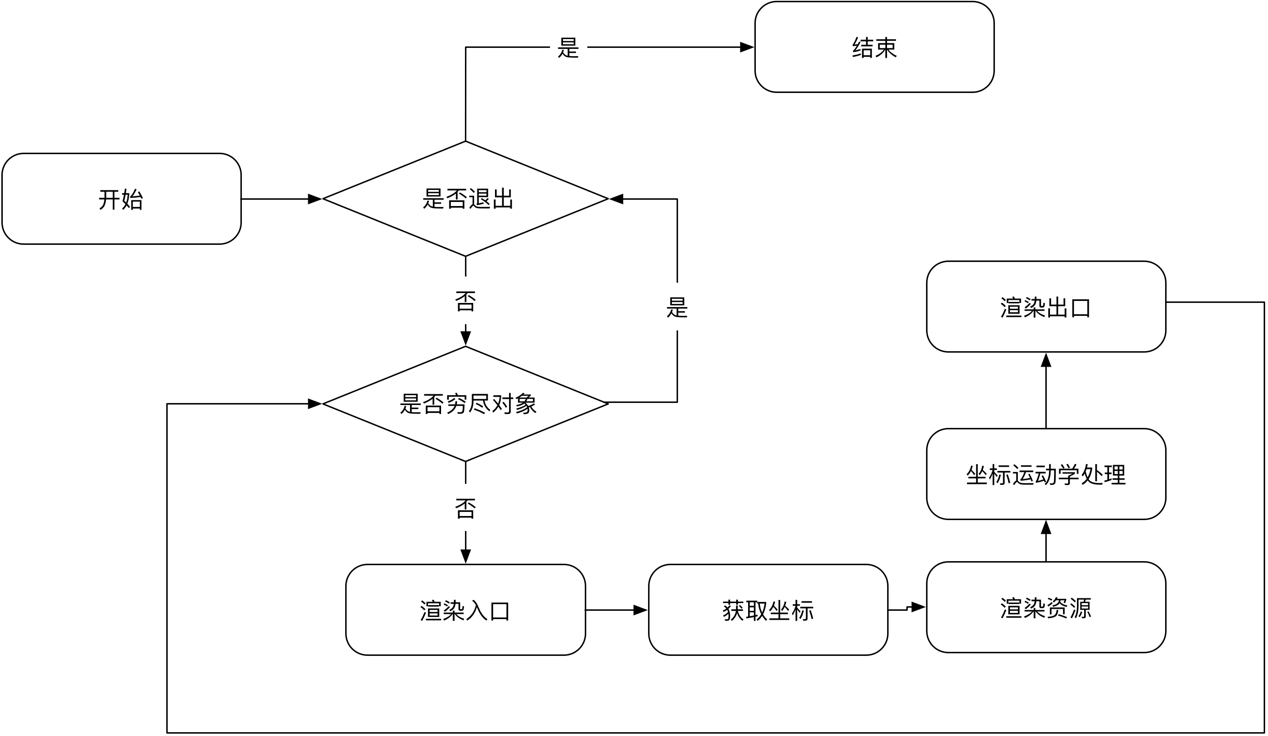 是
结束
开始
是否退出
否
是
渲染出口
是否穷尽对象
坐标运动学处理
否
渲染入口
获取坐标
渲染资源